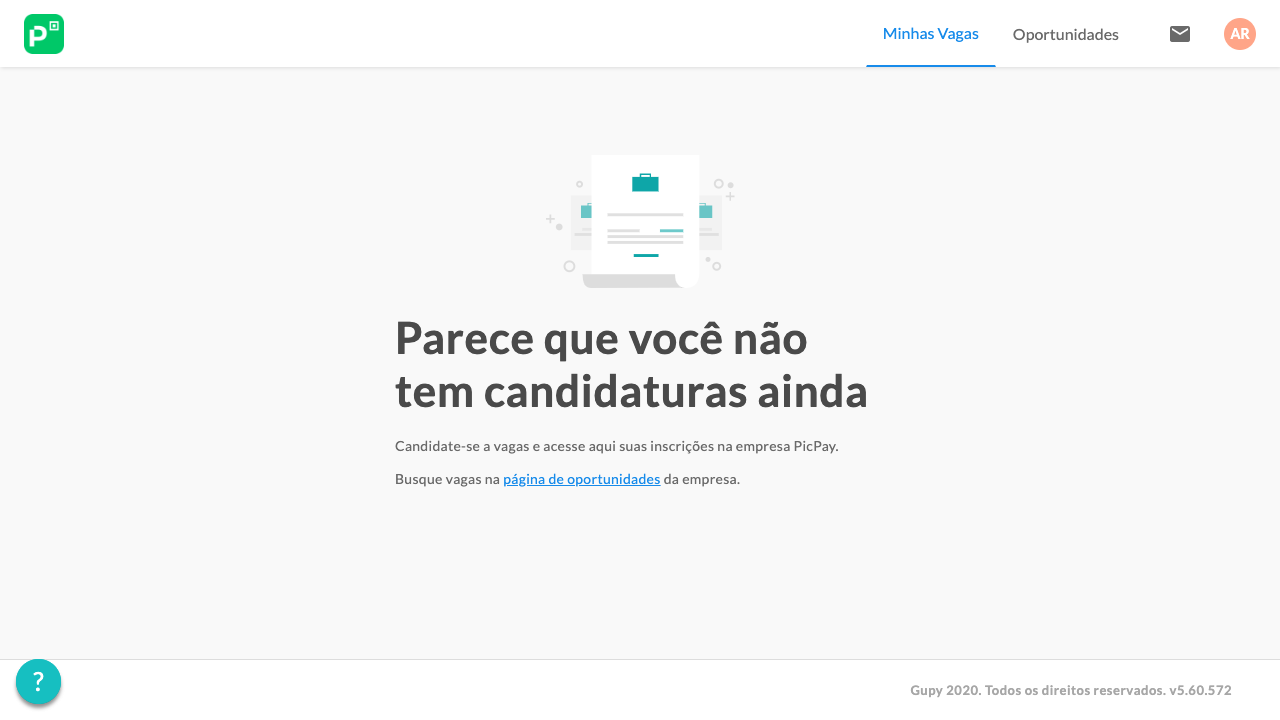 Minhas Vagas
Oportunidades
AR
Parece que você não
tem candidaturas ainda
Candidate-se a vagas e acesse aqui suas inscrições na empresa PicPay.
Busque vagas na página de oportunidades da empresa.
?
Gupy 2020. Todos os direitos reservados. v5.60.572